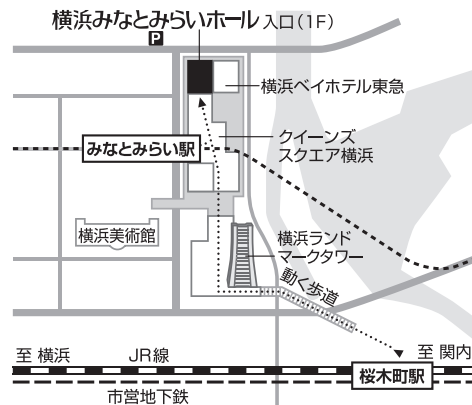 横浜みなとみらいホール 入口(1F)
P
横浜ベイホテル東急
みなとみらい駅
クイーンズ
スクエア横浜
横浜美術館
横浜ランド
マークタワー
動く歩道
至 横浜
JR線
至 関内
桜木町駅
市営地下鉄